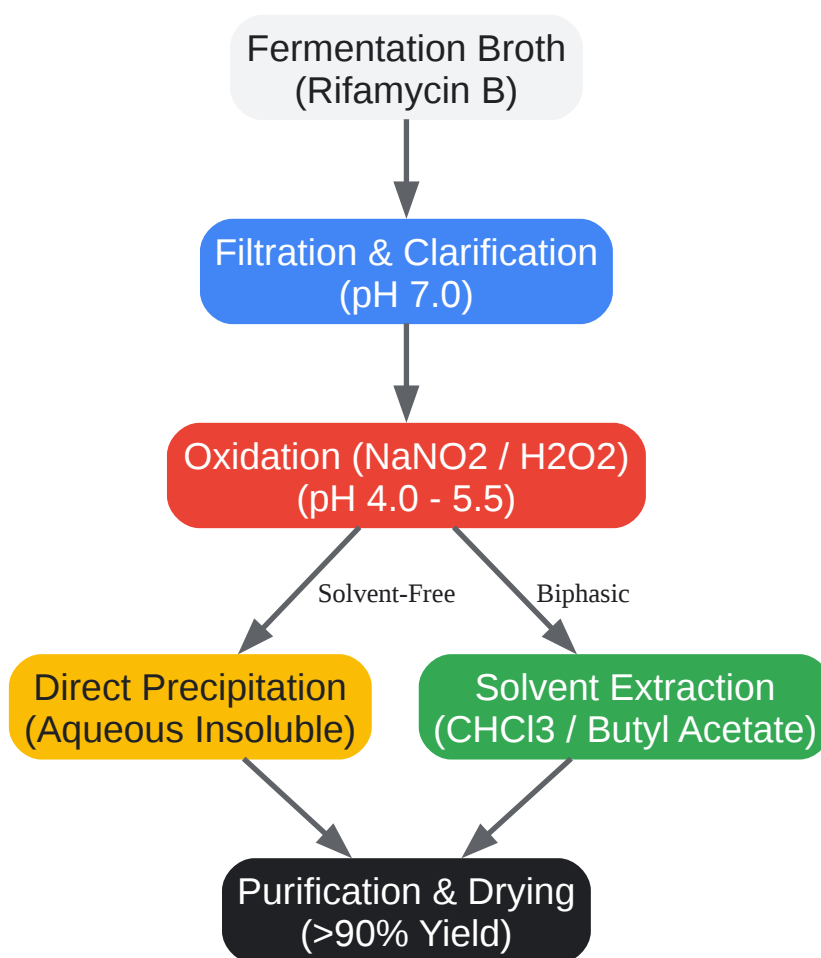 Fermentation Broth
(Rifamycin B)
Filtration & Clarification
(pH 7.0)
Oxidation (NaNO2 / H2O2)
(pH 4.0 - 5.5)
Solvent-Free
Biphasic
Direct Precipitation
(Aqueous Insoluble)
Solvent Extraction
(CHCl3 / Butyl Acetate)
Purification & Drying
(>90% Yield)